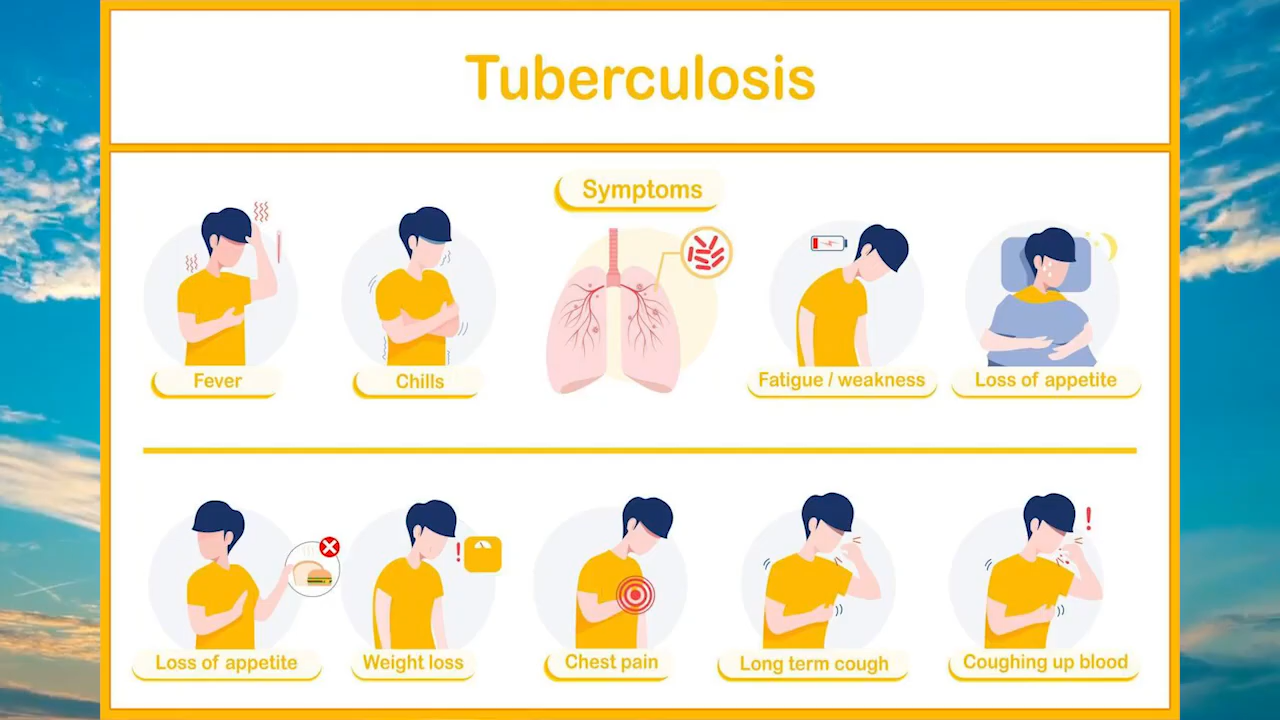 Tuberculosis
Symptoms
Fever
Chills
Fatigue / weakness
Loss of appetite
Loss of appetite
Weight loss
Chest pain
Long term cough
Coughing up blood